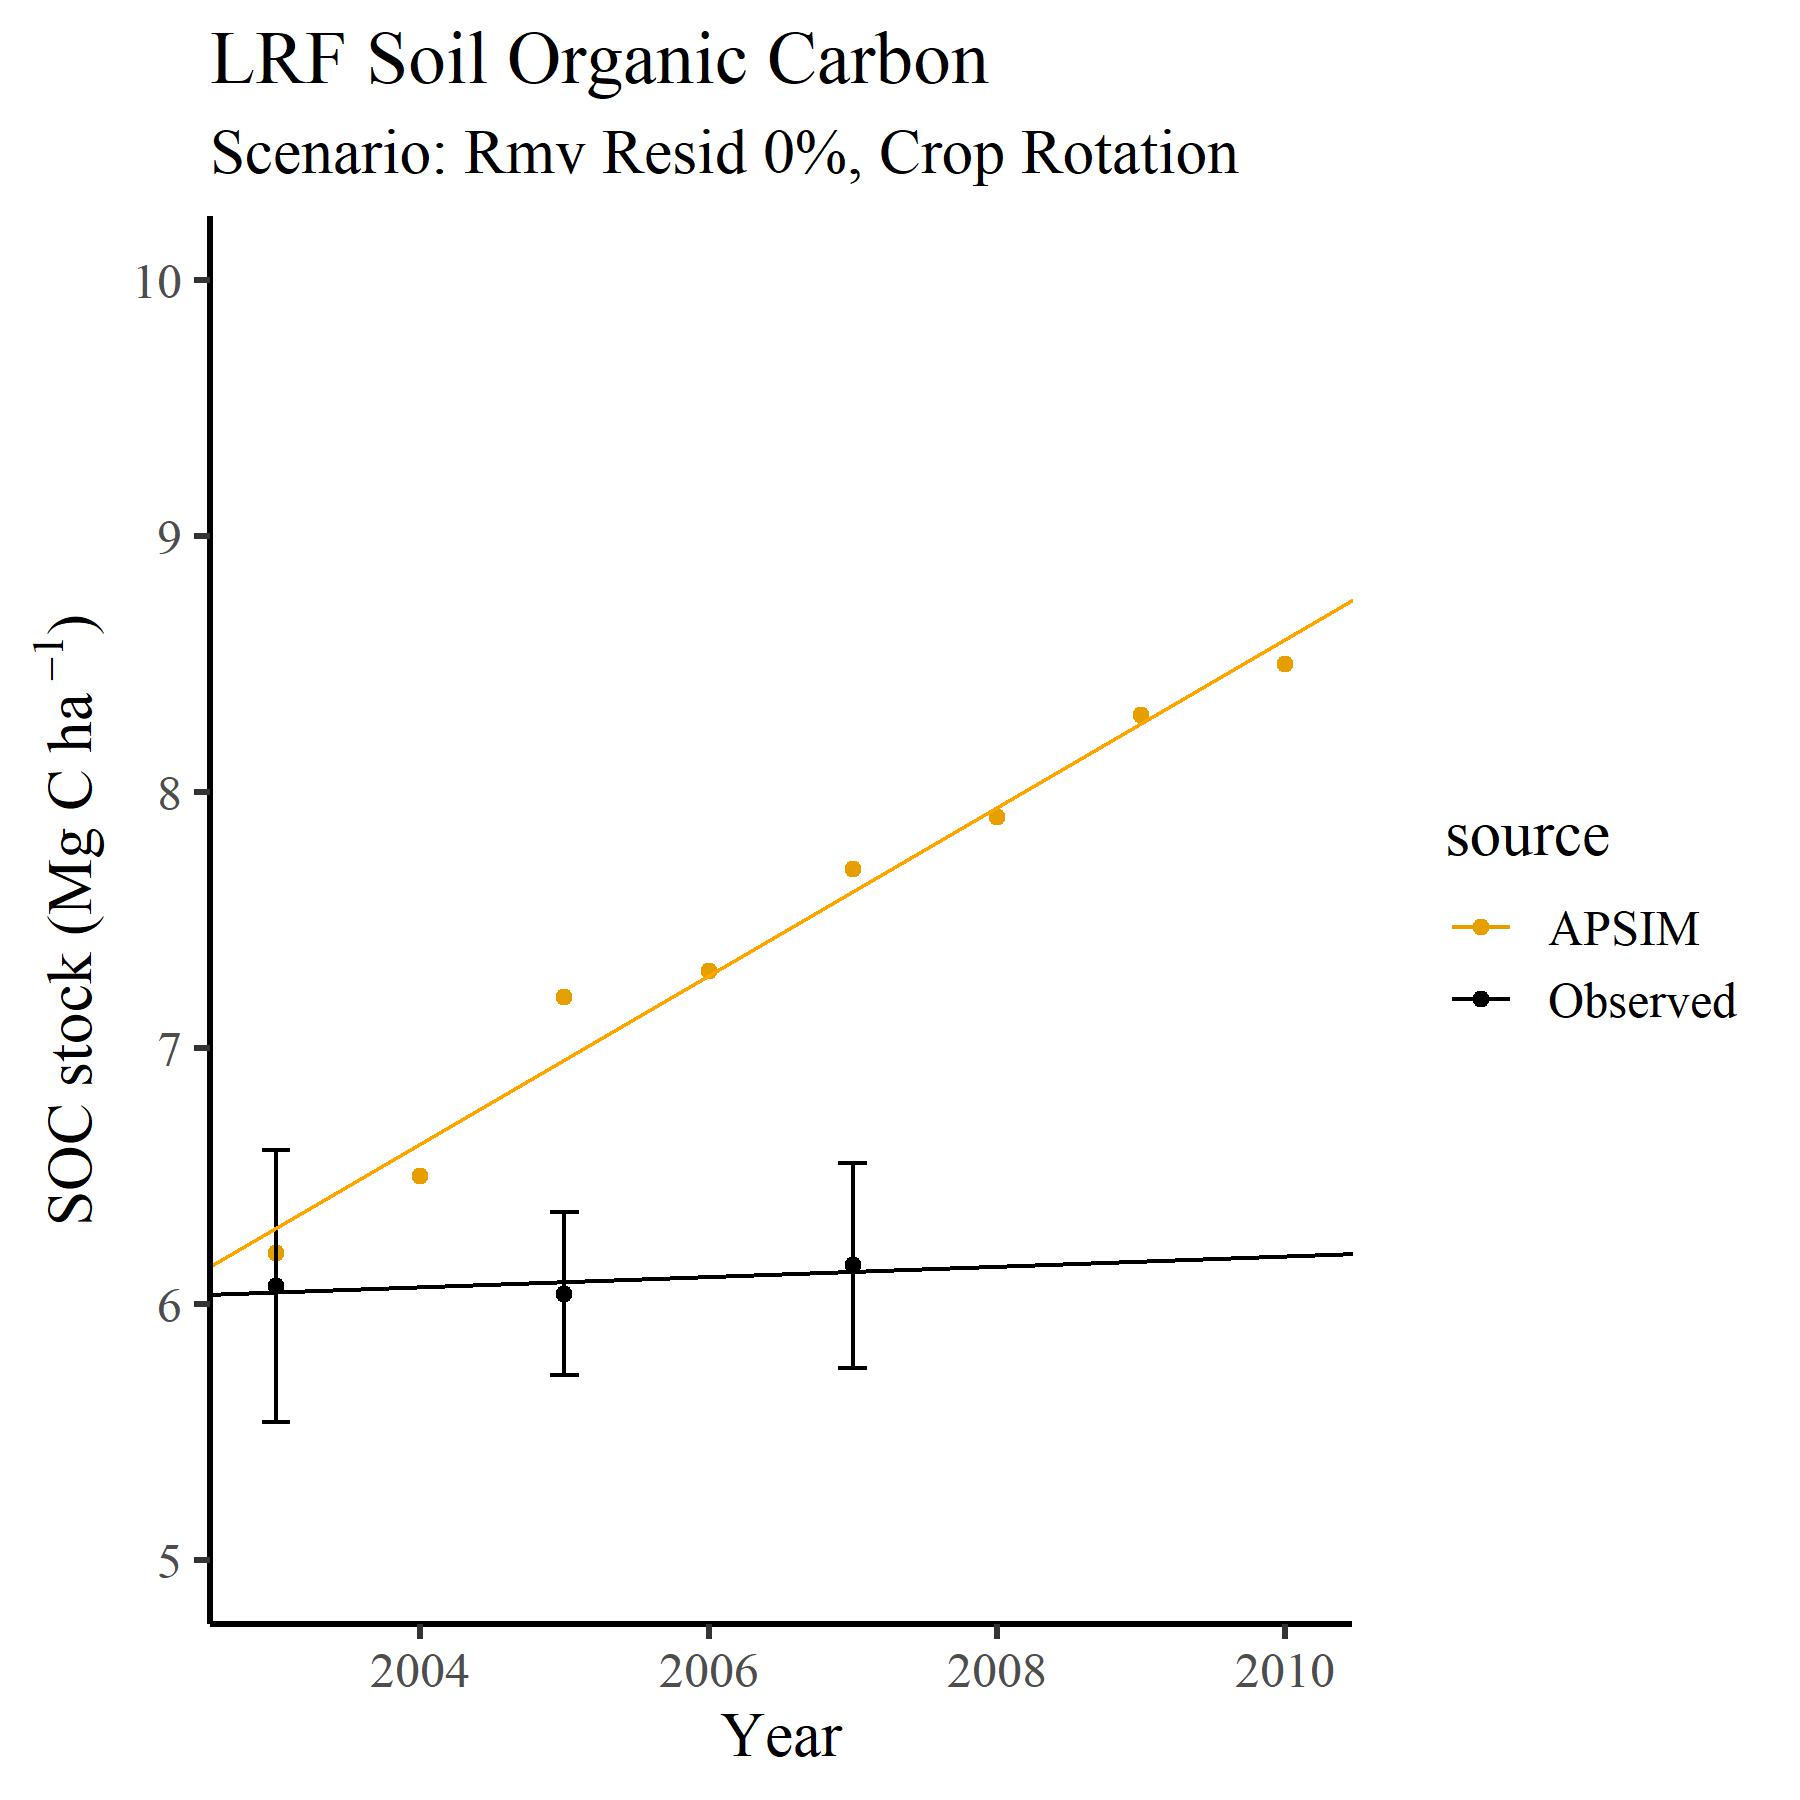 LRF Soil Organic Carbon
Scenario: Rmv Resid 0%, Crop Rotation
SOC stock (Mg C ha⁻¹)
10
9
8
7
6
5
2004 2006 2008 2010
Year
source
APSIM
Observed